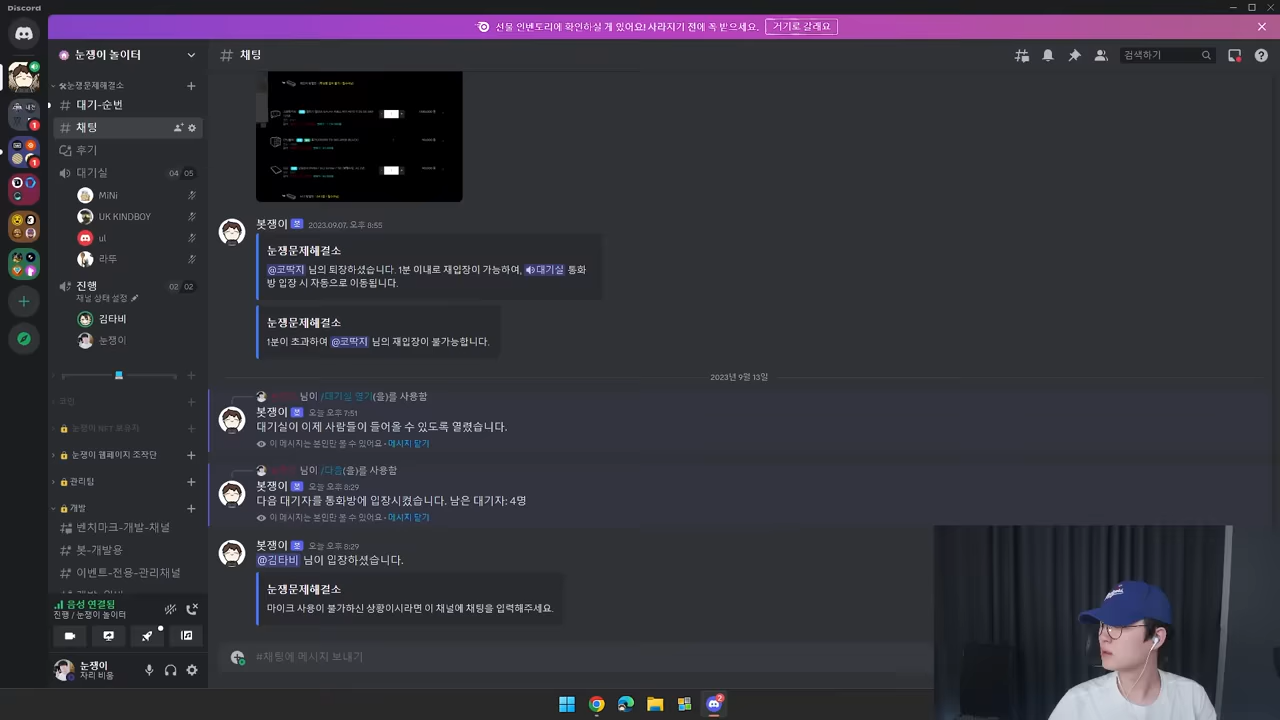 Discord
선물 인벤토리에 확인하실 게 있어요! 사라지기 전에 꼭 받으세요.
거기로 갈래요
눈쟁이 놀이터
# 채팅
검색하기
눈쟁문제해결소
# 대기-순번
# 채팅
후기
대기실 04 05
MiNi
UK KINDBOY
ul
라뚜
진행 02 02
채널 상태 설정
김타비
눈쟁이
코인
눈쟁이 NFT 보유자
눈쟁이 웹페이지 조작단
관리팀
개발
벤치마크-개발-채널
# 봇-개발용
# 이벤트-전용-관리채널
음성 연결됨
진행 / 눈쟁이 놀이터
눈쟁이
자리 비움
봇쟁이 봇 2023.09.07. 오후 8:55
눈쟁문제해결소
@코딱지 님의 퇴장하셨습니다. 1분 이내로 재입장이 가능하여, 대기실 통화
방 입장 시 자동으로 이동됩니다.
눈쟁문제해결소
1분이 초과하여 @코딱지 님의 재입장이 불가능합니다.
2023년 9월 13일
님이 /대기실 열기(을)를 사용함
봇쟁이 봇 오늘 오후 7:51
대기실이 이제 사람들이 들어올 수 있도록 열렸습니다.
이 메시지는 본인만 볼 수 있어요 • 메시지 닫기
님이 /다음(을)를 사용함
봇쟁이 봇 오늘 오후 8:29
다음 대기자를 통화방에 입장시켰습니다. 남은 대기자: 4명
이 메시지는 본인만 볼 수 있어요 • 메시지 닫기
봇쟁이 봇 오늘 오후 8:29
@김타비 님이 입장하셨습니다.
눈쟁문제해결소
마이크 사용이 불가하신 상황이시라면 이 채널에 채팅을 입력해주세요.
#채팅에 메시지 보내기